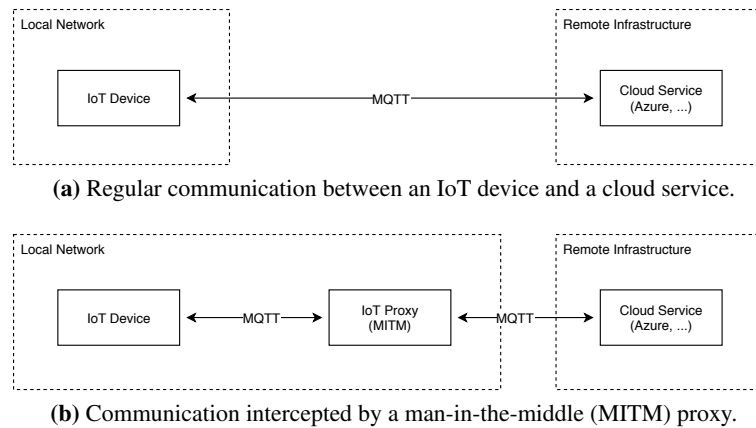 Local Network
Remote Infrastructure
IoT Device
MQTT
Cloud Service
(Azure, ...)
(a) Regular communication between an IoT device and a cloud service.
Local Network
Remote Infrastructure
IoT Device
MQTT
IoT Proxy
(MITM)
MQTT
Cloud Service
(Azure, ...)
(b) Communication intercepted by a man-in-the-middle (MITM) proxy.